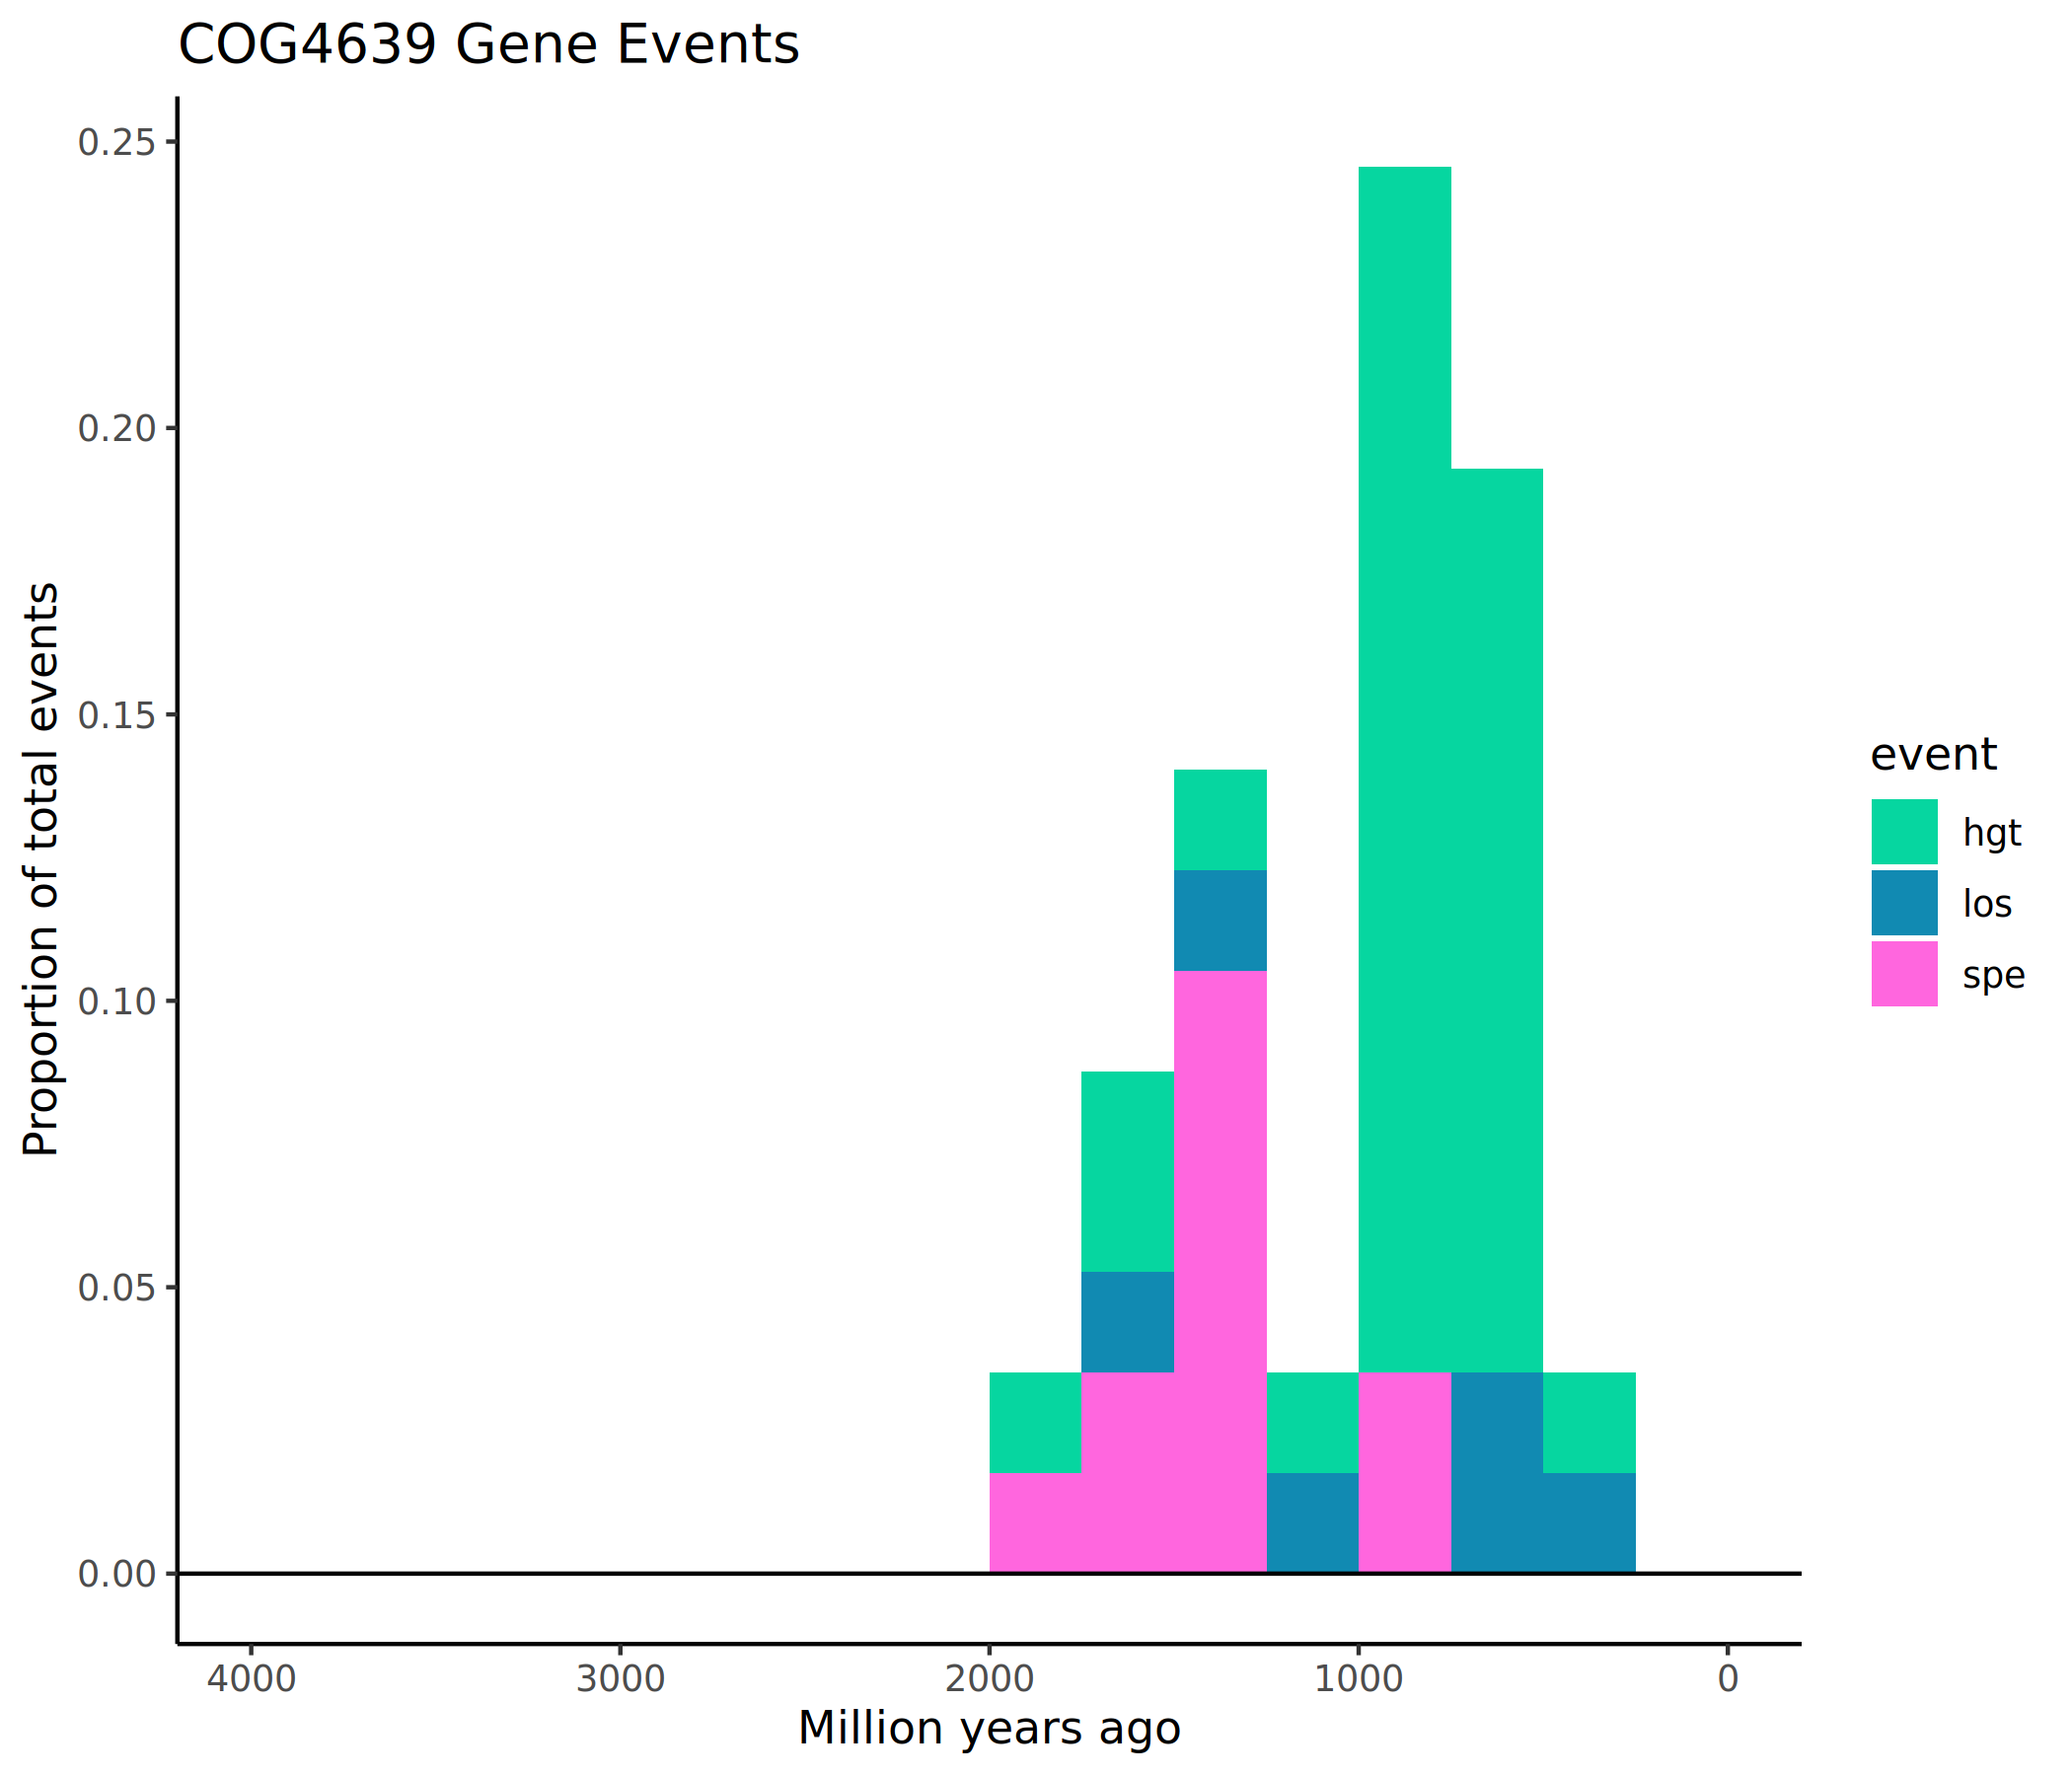 COG4639 Gene Events
Proportion of total events
0.25
0.20
0.15
0.10
0.05
0.00
4000 3000 2000 1000 0
Million years ago
event
hgt
los
spe